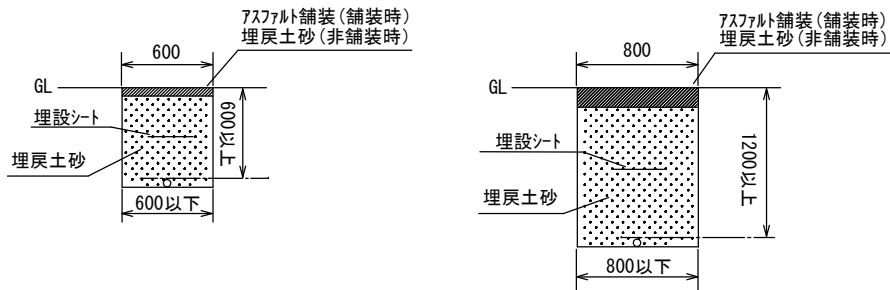 アスファルト舗装(舗装時)
埋戻土砂(非舗装時)
600
GL
600以上
埋設シート
埋戻土砂
600以下
アスファルト舗装(舗装時)
埋戻土砂(非舗装時)
800
GL
1200以上
埋設シート
埋戻土砂
800以下